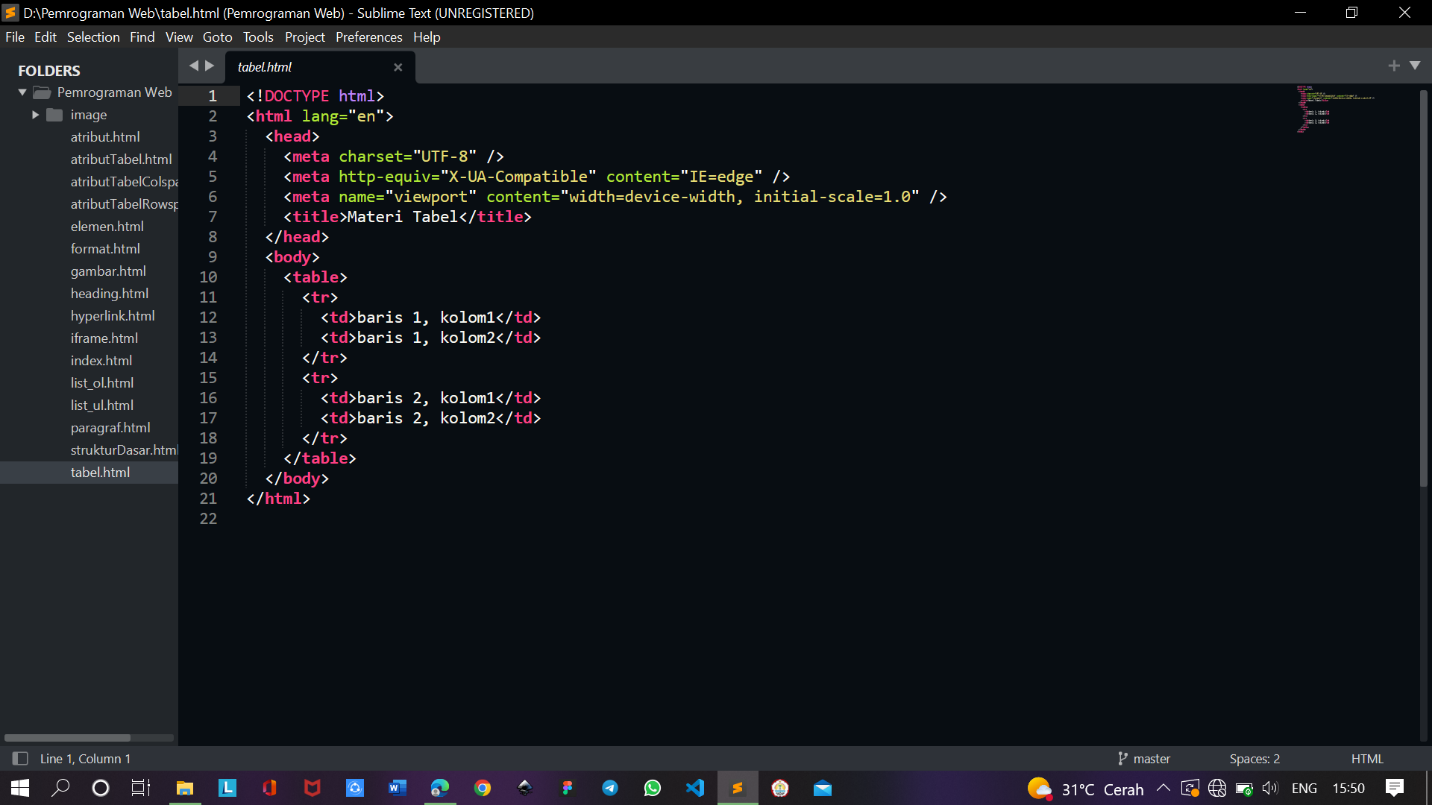 D:\Pemrograman Web\tabel.html (Pemrograman Web) - Sublime Text (UNREGISTERED)
File Edit Selection Find View Goto Tools Project Preferences Help
FOLDERS
Pemrograman Web
image
atribut.html
atributTabel.html
atributTabelColspa
atributTabelRowsp
elemen.html
format.html
gambar.html
heading.html
hyperlink.html
iframe.html
index.html
list_ol.html
list_ul.html
paragraf.html
strukturDasar.html
tabel.html
tabel.html
1 <!DOCTYPE html>
2 <html lang="en">
3 <head>
4 <meta charset="UTF-8" />
5 <meta http-equiv="X-UA-Compatible" content="IE=edge" />
6 <meta name="viewport" content="width=device-width, initial-scale=1.0" />
7 <title>Materi Tabel</title>
8 </head>
9 <body>
10 <table>
11 <tr>
12 <td>baris 1, kolom1</td>
13 <td>baris 1, kolom2</td>
14 </tr>
15 <tr>
16 <td>baris 2, kolom1</td>
17 <td>baris 2, kolom2</td>
18 </tr>
19 </table>
20 </body>
21 </html>
22
Line 1, Column 1 master Spaces: 2 HTML
31°C Cerah ENG 15:50